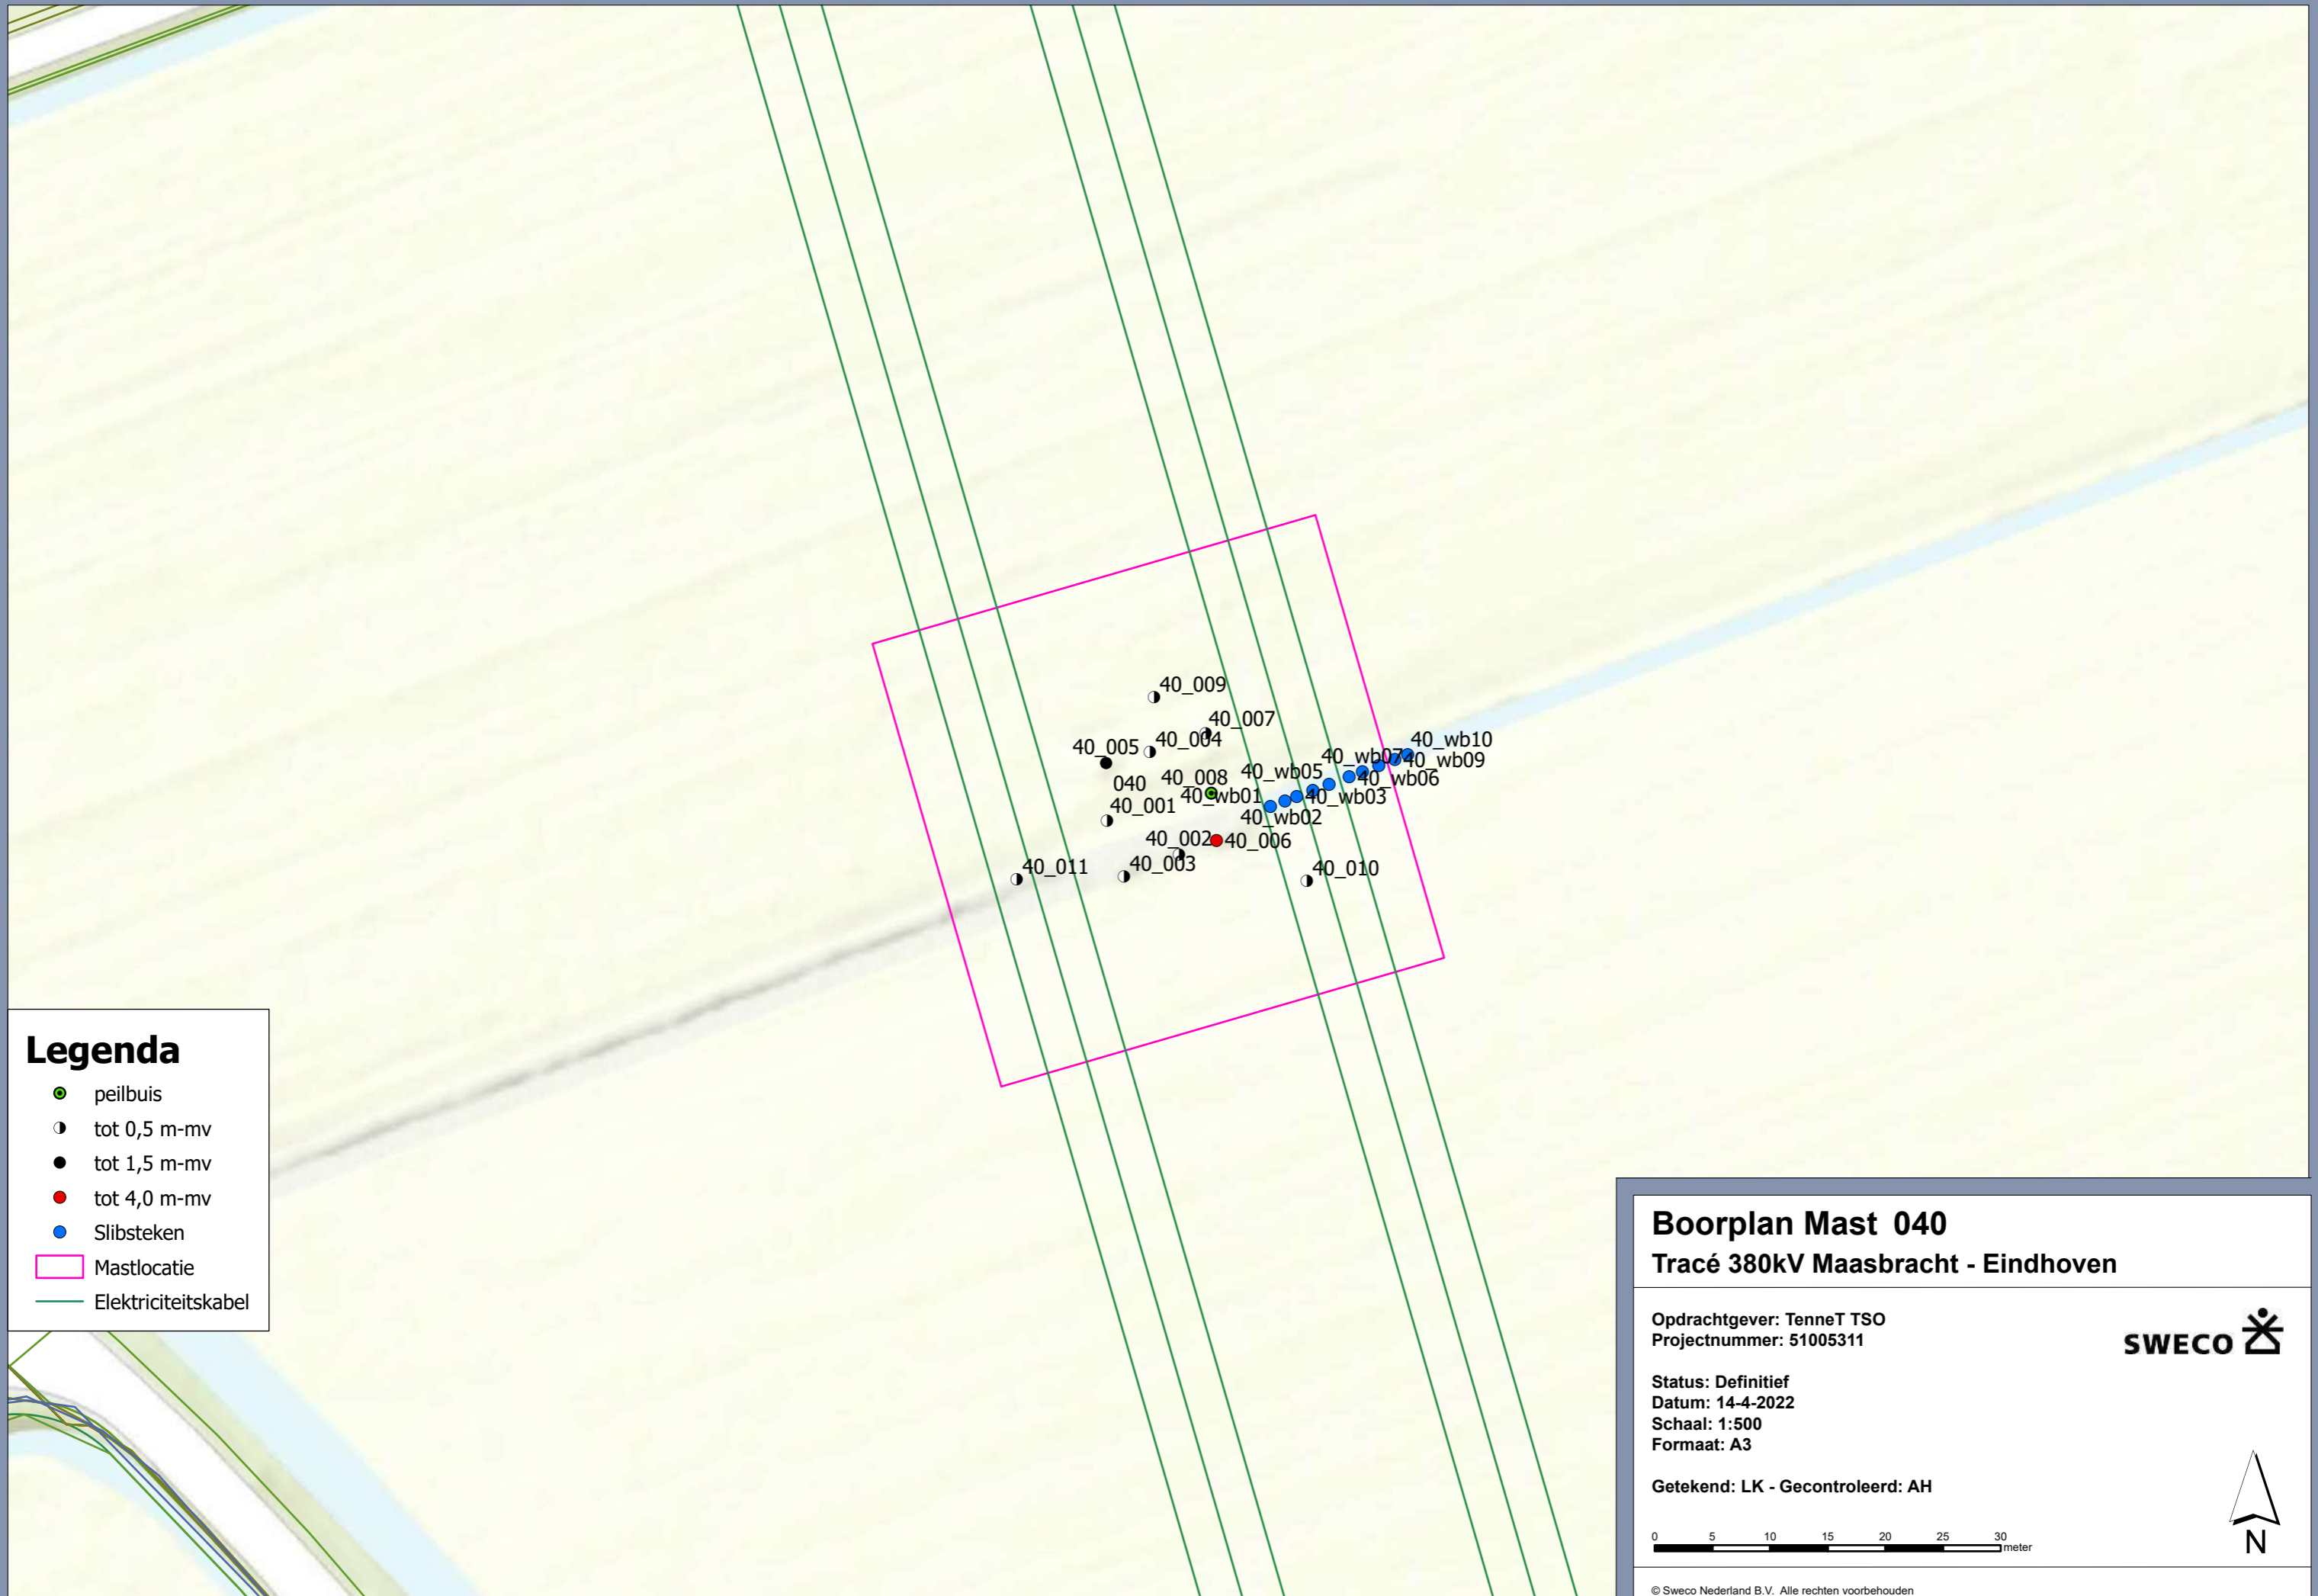 40_009
40_007
40_004
40_005
040
40_008
40_001
40_wb01
40_wb05
40_wb07
40_wb10
40_wb09
40_wb06
40_wb03
40_wb02
40_002
40_006
40_003
40_011
40_010
Legenda
peilbuis
tot 0,5 m-mv
tot 1,5 m-mv
tot 4,0 m-mv
Slibsteken
Mastlocatie
Elektriciteitskabel
Boorplan Mast 040
Tracé 380kV Maasbracht - Eindhoven
Opdrachtgever: TenneT TSO
Projectnummer: 51005311
SWECO
Status: Definitief
Datum: 14-4-2022
Schaal: 1:500
Formaat: A3
Getekend: LK - Gecontroleerd: AH
0 5 10 15 20 25 30
meter
N
© Sweco Nederland B.V. Alle rechten voorbehouden